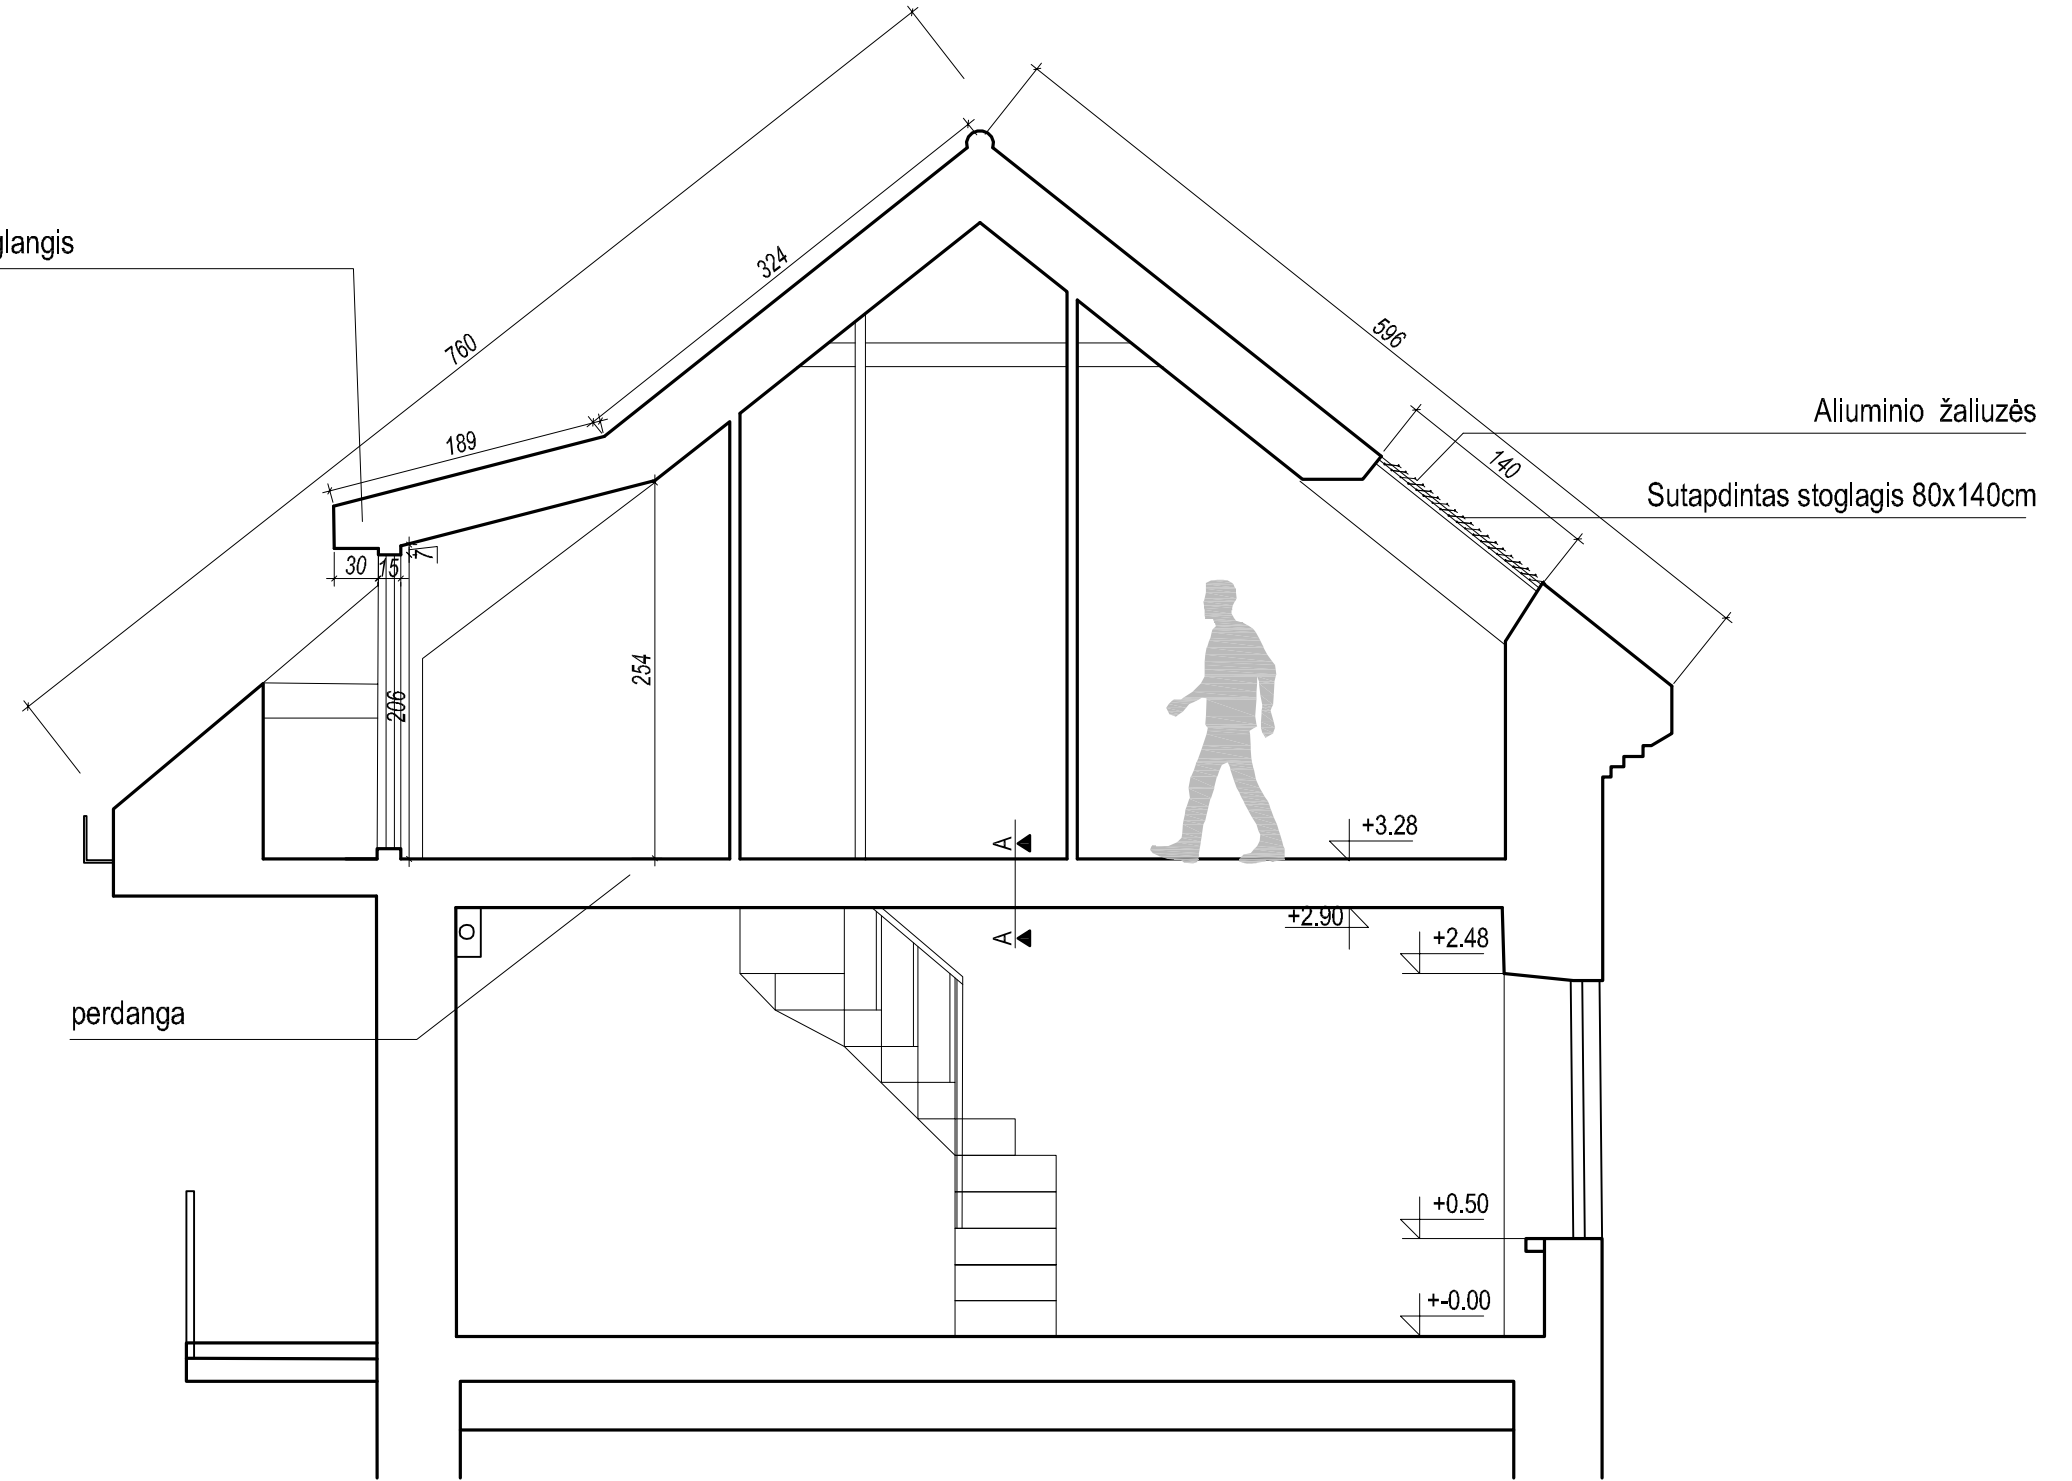 glangis
324
760
596
Aliuminio žaliuzės
189
140
Sutapdintas stoglagis 80x140cm
7
30
15
254
206
+3.28
A
+2.90
A
+2.48
perdanga
+0.50
+-0.00